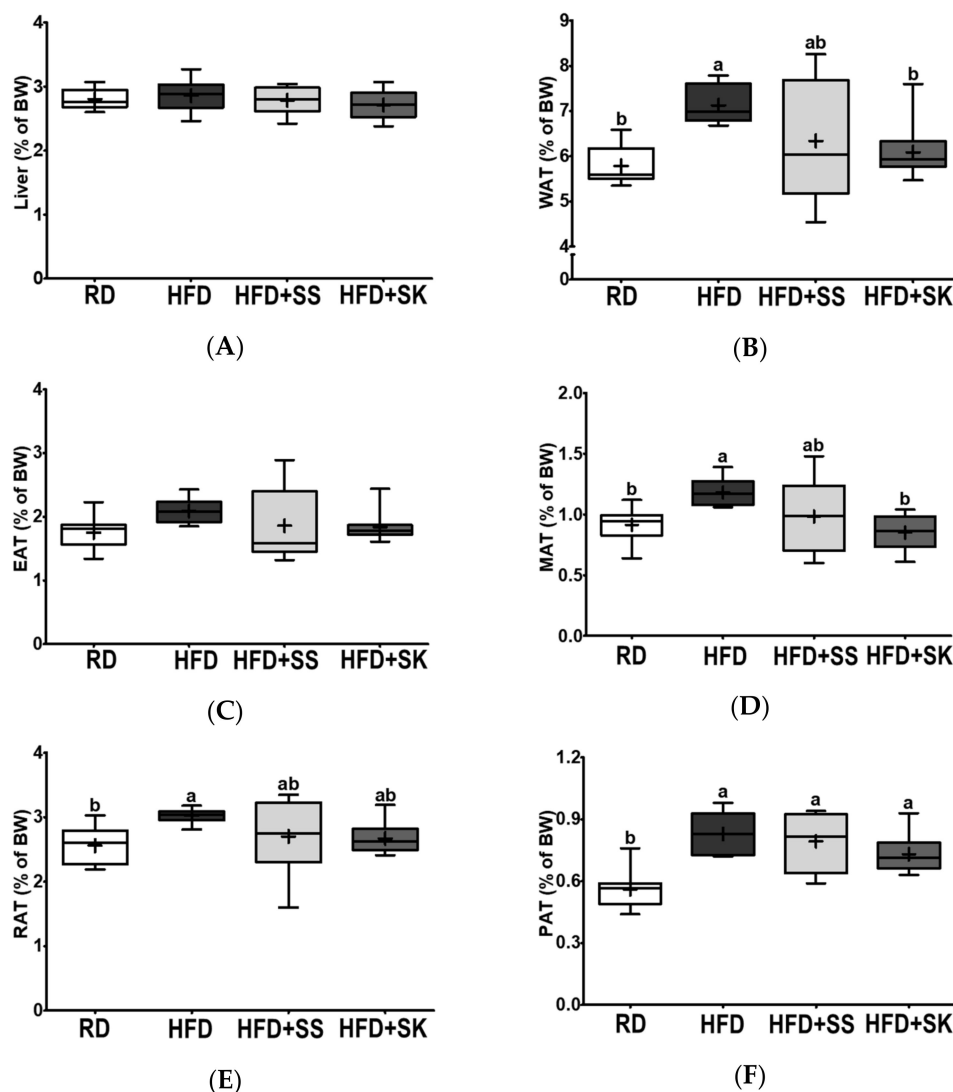 Liver (% of BW)
4
3
2
1
0
RD HFD HFD+SS HFD+SK
(A)
WAT (% of BW)
9
8
7
6
5
4
0
b a ab b
RD HFD HFD+SS HFD+SK
(B)
EAT (% of BW)
4
3
2
1
0
RD HFD HFD+SS HFD+SK
(C)
MAT (% of BW)
2.0
1.5
1.0
0.5
0.0
b a ab b
RD HFD HFD+SS HFD+SK
(D)
RAT (% of BW)
4
3
2
1
0
b a ab ab
RD HFD HFD+SS HFD+SK
(E)
PAT (% of BW)
1.2
0.9
0.6
0.3
0.0
b a a a
RD HFD HFD+SS HFD+SK
(F)